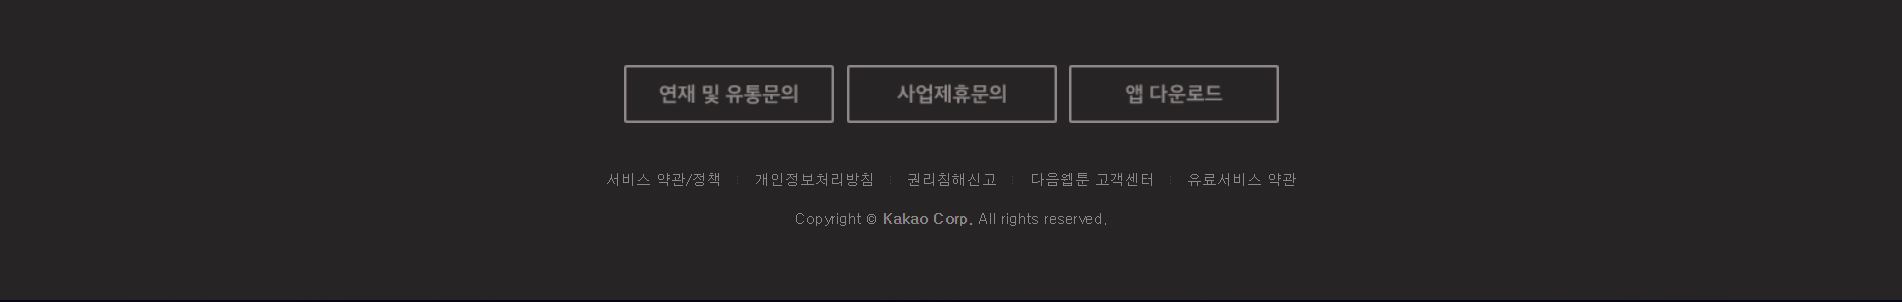 연재 및 유통문의 사업제휴문의 앱 다운로드
서비스 약관/정책 개인정보처리방침 권리침해신고 다음웹툰 고객센터 유료서비스 약관
Copyright © Kakao Corp. All rights reserved.